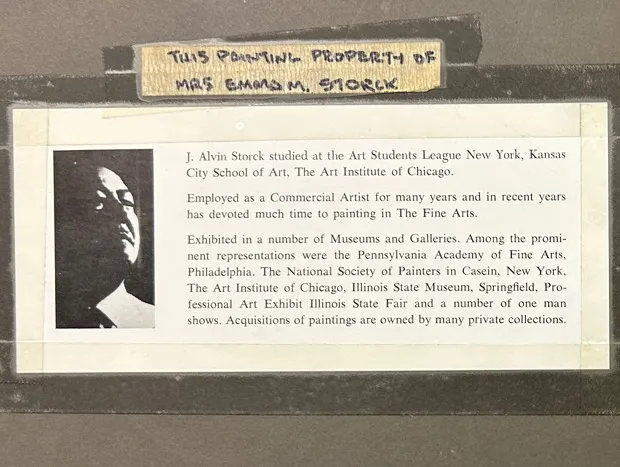 THIS PAINTING PROPERTY OF
MRS EMMA M. STORCK
J. Alvin Storck studied at the Art Students League New York, Kansas
City School of Art, The Art Institute of Chicago.
Employed as a Commercial Artist for many years and in recent years
has devoted much time to painting in The Fine Arts.
Exhibited in a number of Museums and Galleries. Among the promi-
nent representations were the Pennsylvania Academy of Fine Arts,
Philadelphia. The National Society of Painters in Casein, New York,
The Art Institute of Chicago, Illinois State Museum, Springfield, Pro-
fessional Art Exhibit Illinois State Fair and a number of one man
shows. Acquisitions of paintings are owned by many private collections.